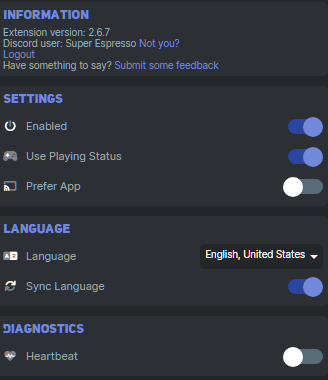 INFORMATION
Extension version: 2.6.7
Discord user: Super Espresso Not you?
Logout
Have something to say? Submit some feedback
SETTINGS
Enabled
Use Playing Status
Prefer App
LANGUAGE
Language English, United States
Sync Language
DIAGNOSTICS
Heartbeat